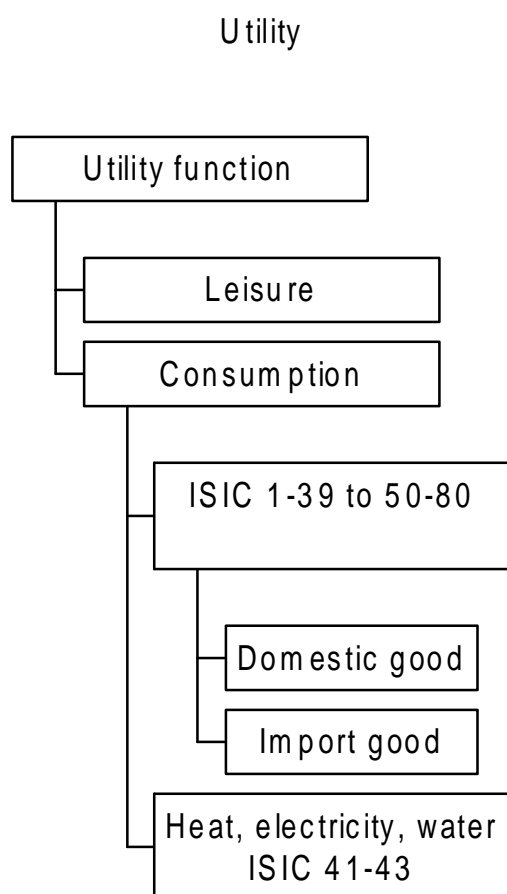 Utility
Utility function
Leisure
Consumption
ISIC 1-39 to 50-80
Domestic good
Import good
Heat, electricity, water
ISIC 41-43